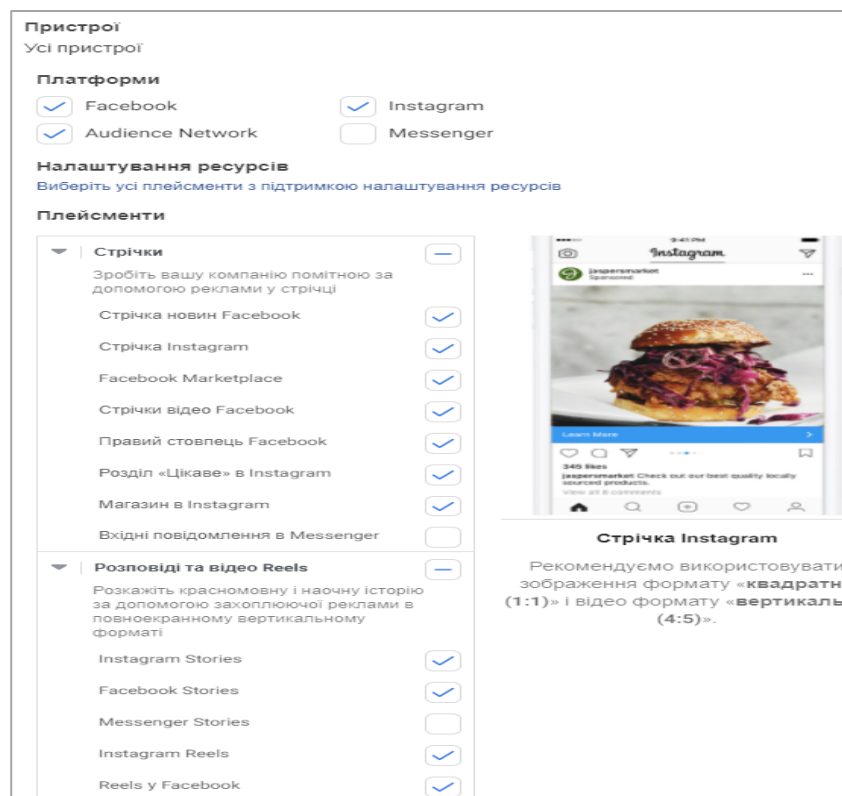 Пристрої
Усі пристрої
Платформи
Facebook
Instagram
Audience Network
Messenger
Налаштування ресурсів
Виберіть усі плейсменти з підтримкою налаштування ресурсів
Плейсменти
Стрічки
Зробіть вашу компанію помітною за
допомогою реклами у стрічці
Стрічка новин Facebook
Стрічка Instagram
Facebook Marketplace
Стрічки відео Facebook
Правий стовпець Facebook
Розділ «Цікаве» в Instagram
Магазин в Instagram
Вхідні повідомлення в Messenger
Розповіді та відео Reels
Розкажіть красномовну і наочну історію
за допомогою захоплюючої реклами в
повноекранному вертикальному
форматі
Instagram Stories
Facebook Stories
Messenger Stories
Instagram Reels
Reels у Facebook
9:41 PM
Instagram
jaspersmarket
Sponsored
Learn More
345 likes
jaspersmarket Check out our best quality locally
sourced products.
View all 8 comments
Стрічка Instagram
Рекомендуємо використовувати
зображення формату «квадратн
(1:1)» і відео формату «вертикаль
(4:5)».